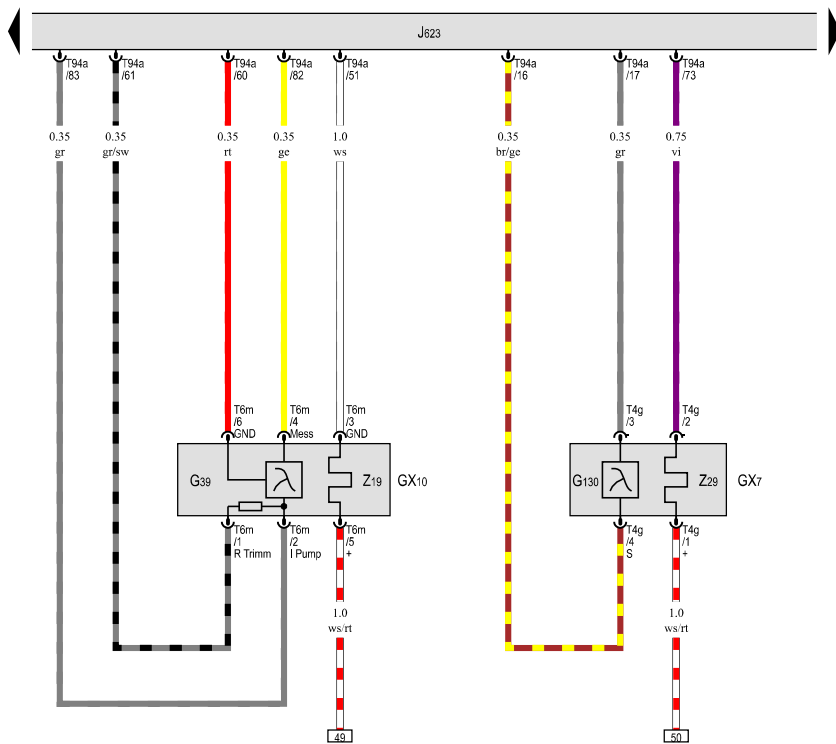 J623
T94a
/83
T94a
/61
T94a
/60
T94a
/82
T94a
/51
T94a
/16
T94a
/17
T94a
/73
0.35
gr
0.35
gr/sw
0.35
rt
0.35
ge
1.0
ws
0.35
br/ge
0.35
gr
0.75
vi
T6m
/6
GND
T6m
/4
Mess
T6m
/3
GND
T4g
/3
T4g
/2
G39
Z19
GX10
G130
Z29
GX7
T6m
/1
R Trimm
T6m
/2
I Pump
T6m
/5
+
T4g
/4
S
T4g
/1
+
1.0
ws/rt
1.0
ws/rt
49
50